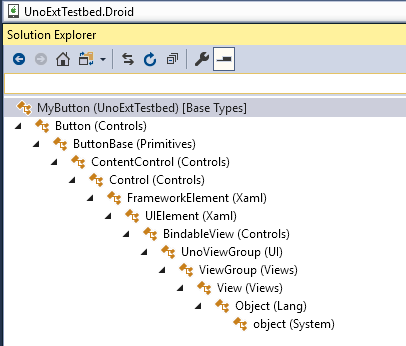 UnoExtTestbed.Droid
Solution Explorer
MyButton (UnoExtTestbed) [Base Types]
Button (Controls)
ButtonBase (Primitives)
ContentControl (Controls)
Control (Controls)
FrameworkElement (Xaml)
UIElement (Xaml)
BindableView (Controls)
UnoViewGroup (UI)
ViewGroup (Views)
View (Views)
Object (Lang)
object (System)